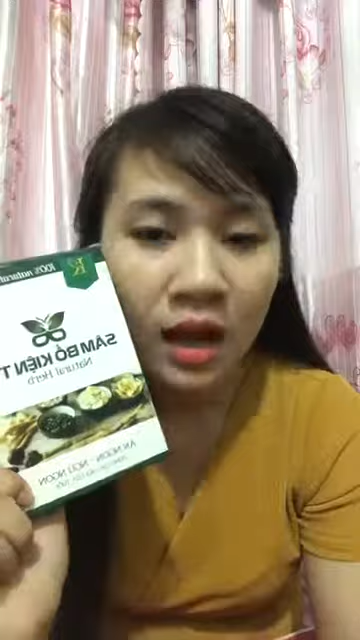 100% natural
SÂM BỔ KIỆN T
Natural Herb
ĂN NGON - NGỦ NGON